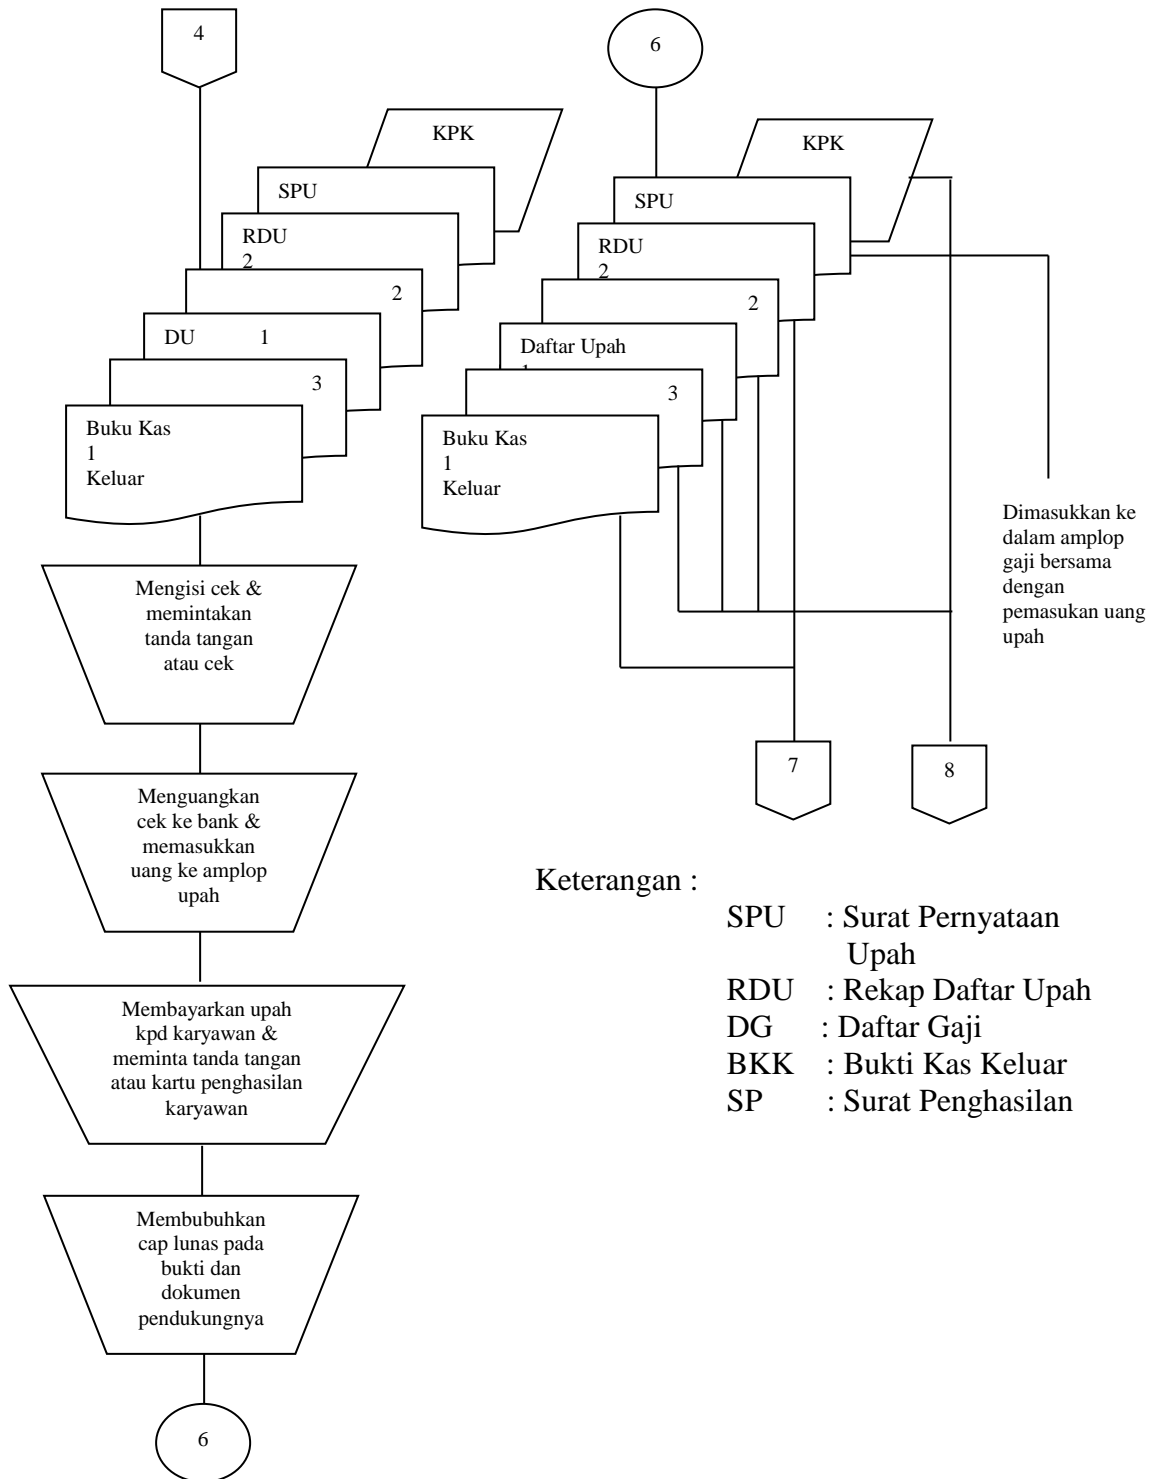 4
KPK
SPU
RDU
2
2
DU 1
3
Buku Kas
1
Keluar
Mengisi cek &
memintakan
tanda tangan
atau cek
Menguangkan
cek ke bank &
memasukkan
uang ke amplop
upah
Membayarkan upah
kpd karyawan &
meminta tanda tangan
atau kartu penghasilan
karyawan
Membubuhkan
cap lunas pada
bukti dan
dokumen
pendukungnya
6
6
KPK
SPU
RDU
2
2
Daftar Upah
3
Buku Kas
1
Keluar
Dimasukkan ke
dalam amplop
gaji bersama
dengan
pemasukan uang
upah
7
8
Keterangan :
SPU : Surat Pernyataan
Upah
RDU : Rekap Daftar Upah
DG : Daftar Gaji
BKK : Bukti Kas Keluar
SP : Surat Penghasilan